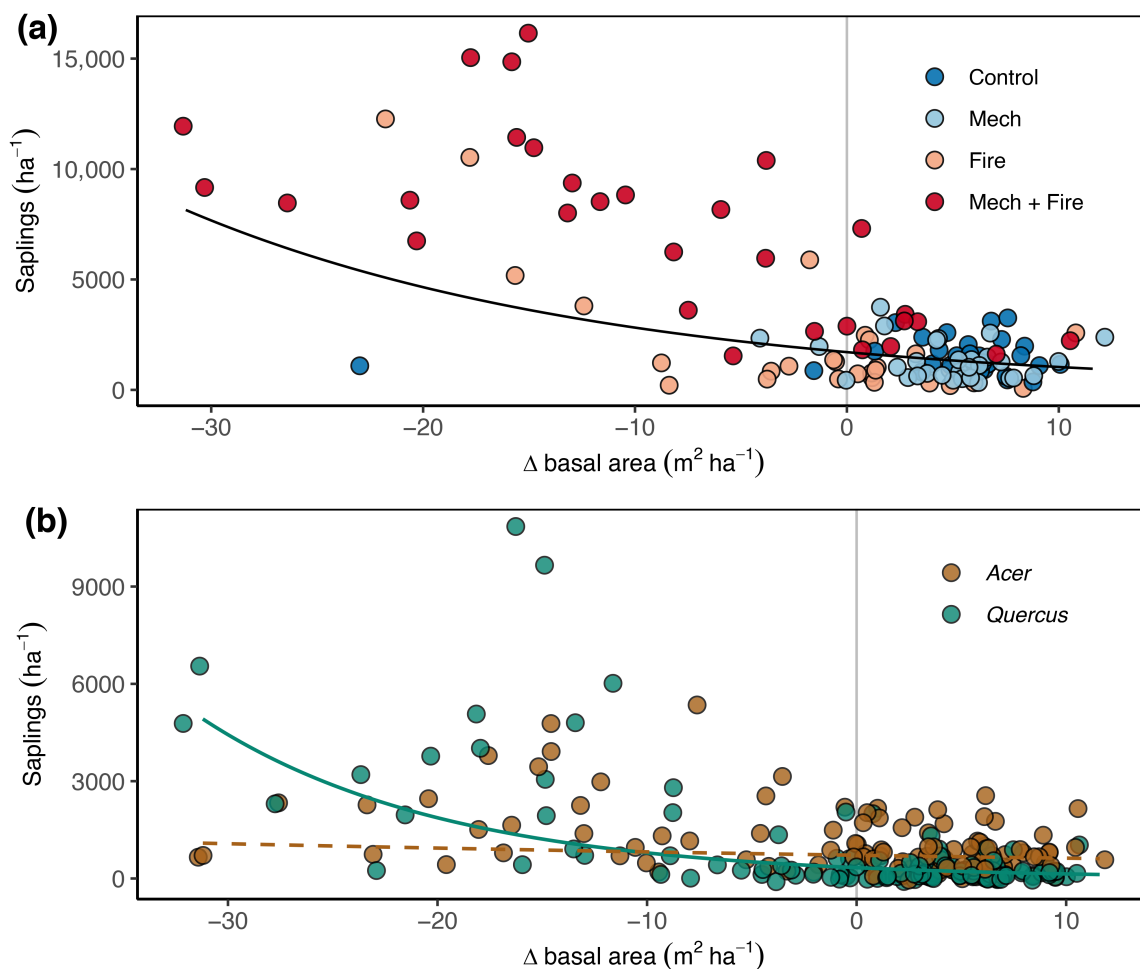 (a)
Saplings (ha⁻¹)
15,000
10,000
5000
0
Control
Mech
Fire
Mech + Fire
−30 −20 −10 0 10
Δ basal area (m² ha⁻¹)
(b)
Saplings (ha⁻¹)
9000
6000
3000
0
Acer
Quercus
−30 −20 −10 0 10
Δ basal area (m² ha⁻¹)